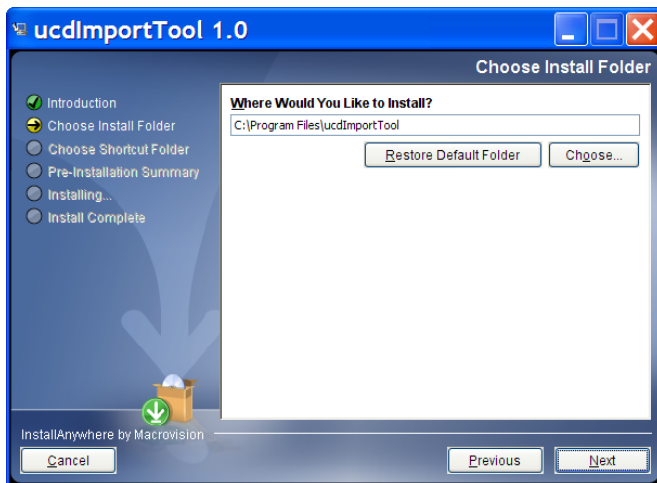 ucdImportTool 1.0
Choose Install Folder
Introduction
Choose Install Folder
Choose Shortcut Folder
Pre-Installation Summary
Installing...
Install Complete
Where Would You Like to Install?
C:\Program Files\ucdImportTool
Restore Default Folder
Choose...
InstallAnywhere by Macrovision
Cancel
Previous
Next